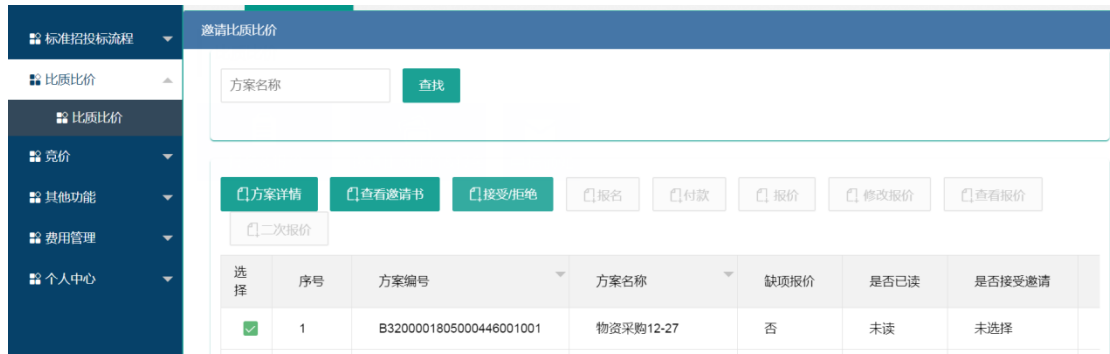 标准招投标流程
比质比价
比质比价
竞价
其他功能
费用管理
个人中心
邀请比质比价
方案名称 查找
方案详情 查看邀请书 接受/拒绝 报名 付款 报价 修改报价 查看报价
二次报价
选择 序号 方案编号 方案名称 缺项报价 是否已读 是否接受邀请
1 B3200001805000446001001 物资采购12-27 否 未读 未选择